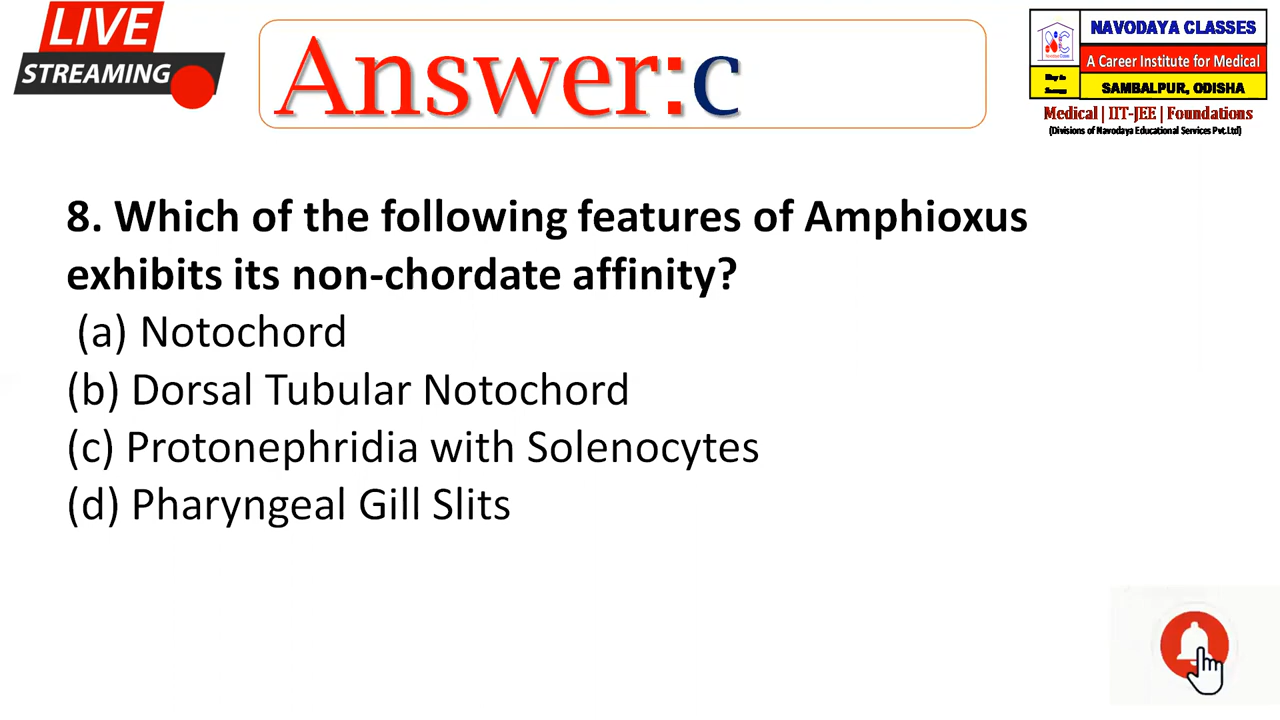 LIVE
STREAMING
Answer:c
NAVODAYA CLASSES
A Career Institute for Medical
SAMBALPUR, ODISHA
Medical | IIT-JEE | Foundations
(Divisions of Navodaya Educational Services Pvt.Ltd)
8. Which of the following features of Amphioxus
exhibits its non-chordate affinity?
(a) Notochord
(b) Dorsal Tubular Notochord
(c) Protonephridia with Solenocytes
(d) Pharyngeal Gill Slits